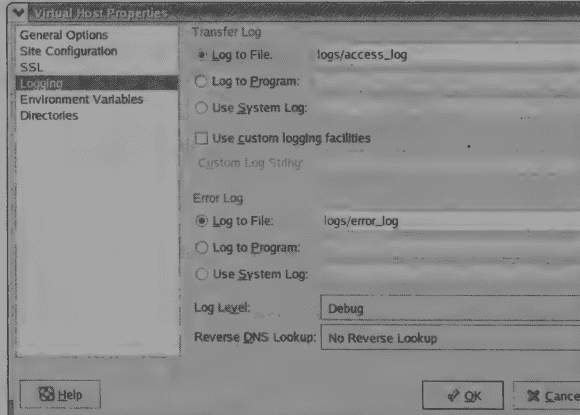 Virtual Host Properties
General Options
Site Configuration
SSL
Logging
Environment Variables
Directories
Transfer Log
Log to File: logs/access_log
Log to Program:
Use System Log:
Use custom logging facilities
Custom Log String:
Error Log
Log to File: logs/error_log
Log to Program:
Use System Log:
Log Level: Debug
Reverse DNS Lookup: No Reverse Lookup
Help
OK
Cance